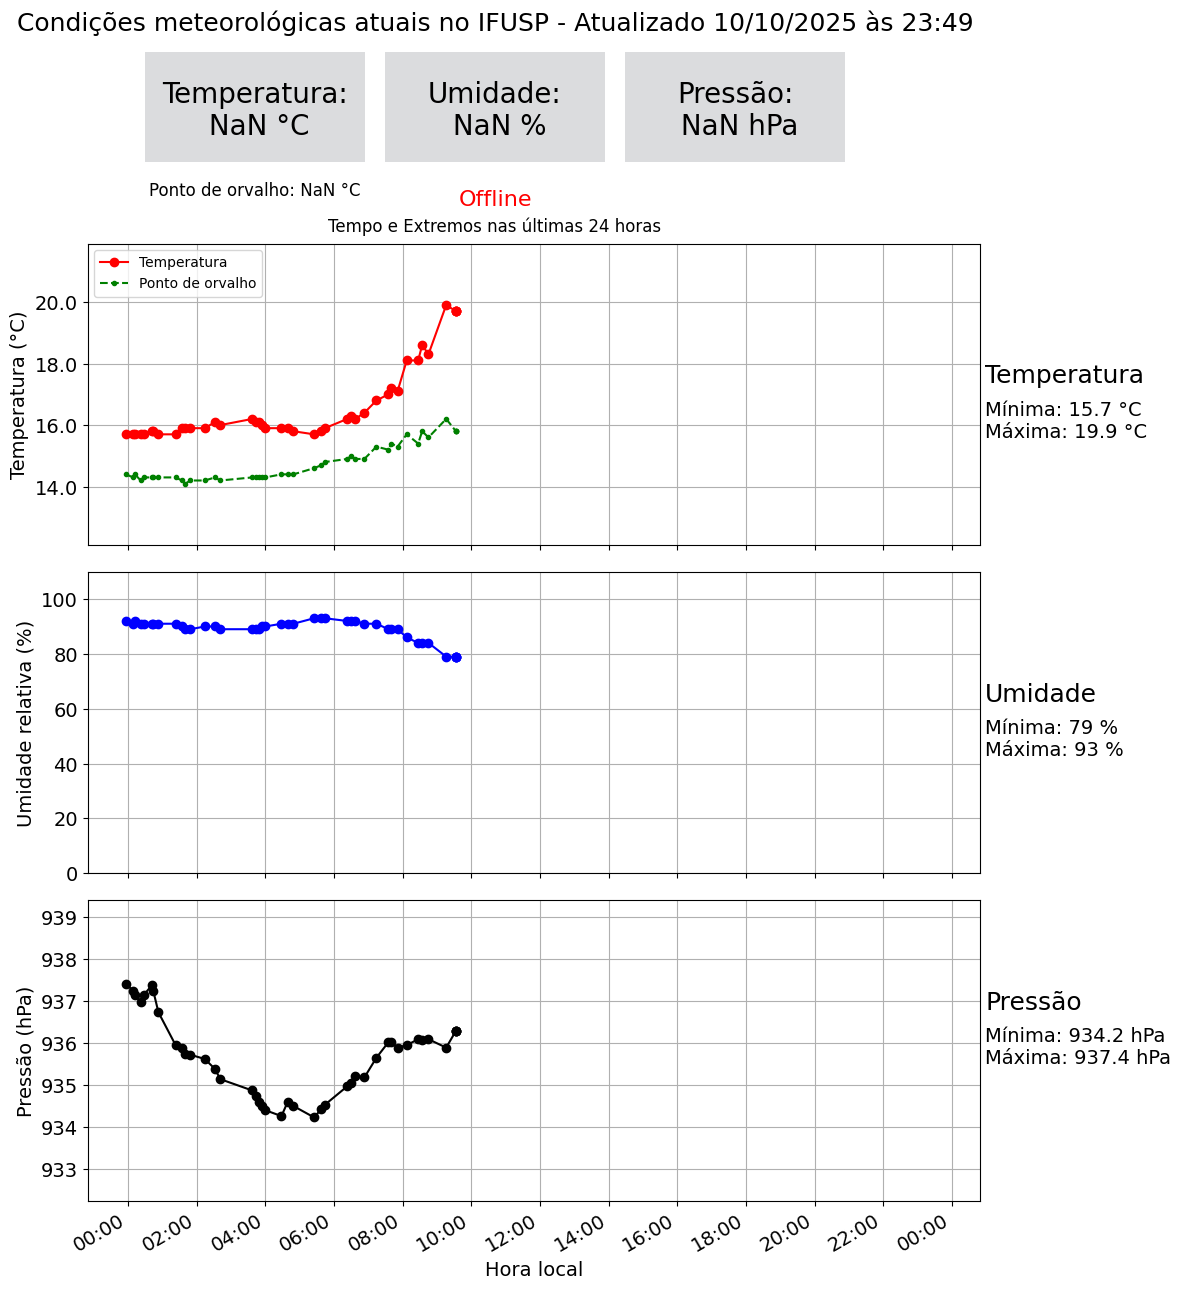 Condições meteorológicas atuais no IFUSP - Atualizado 10/10/2025 às 23:49
Temperatura:
NaN °C
Umidade:
NaN %
Pressão:
NaN hPa
Ponto de orvalho: NaN °C
Offline
Tempo e Extremos nas últimas 24 horas
Temperatura
Ponto de orvalho
Temperatura (°C)
20.0
18.0
16.0
14.0
Temperatura
Mínima: 15.7 °C
Máxima: 19.9 °C
Umidade relativa (%)
100
80
60
40
20
0
Umidade
Mínima: 79 %
Máxima: 93 %
Pressão (hPa)
939
938
937
936
935
934
933
Pressão
Mínima: 934.2 hPa
Máxima: 937.4 hPa
00:00 02:00 04:00 06:00 08:00 10:00 12:00 14:00 16:00 18:00 20:00 22:00 00:00
Hora local